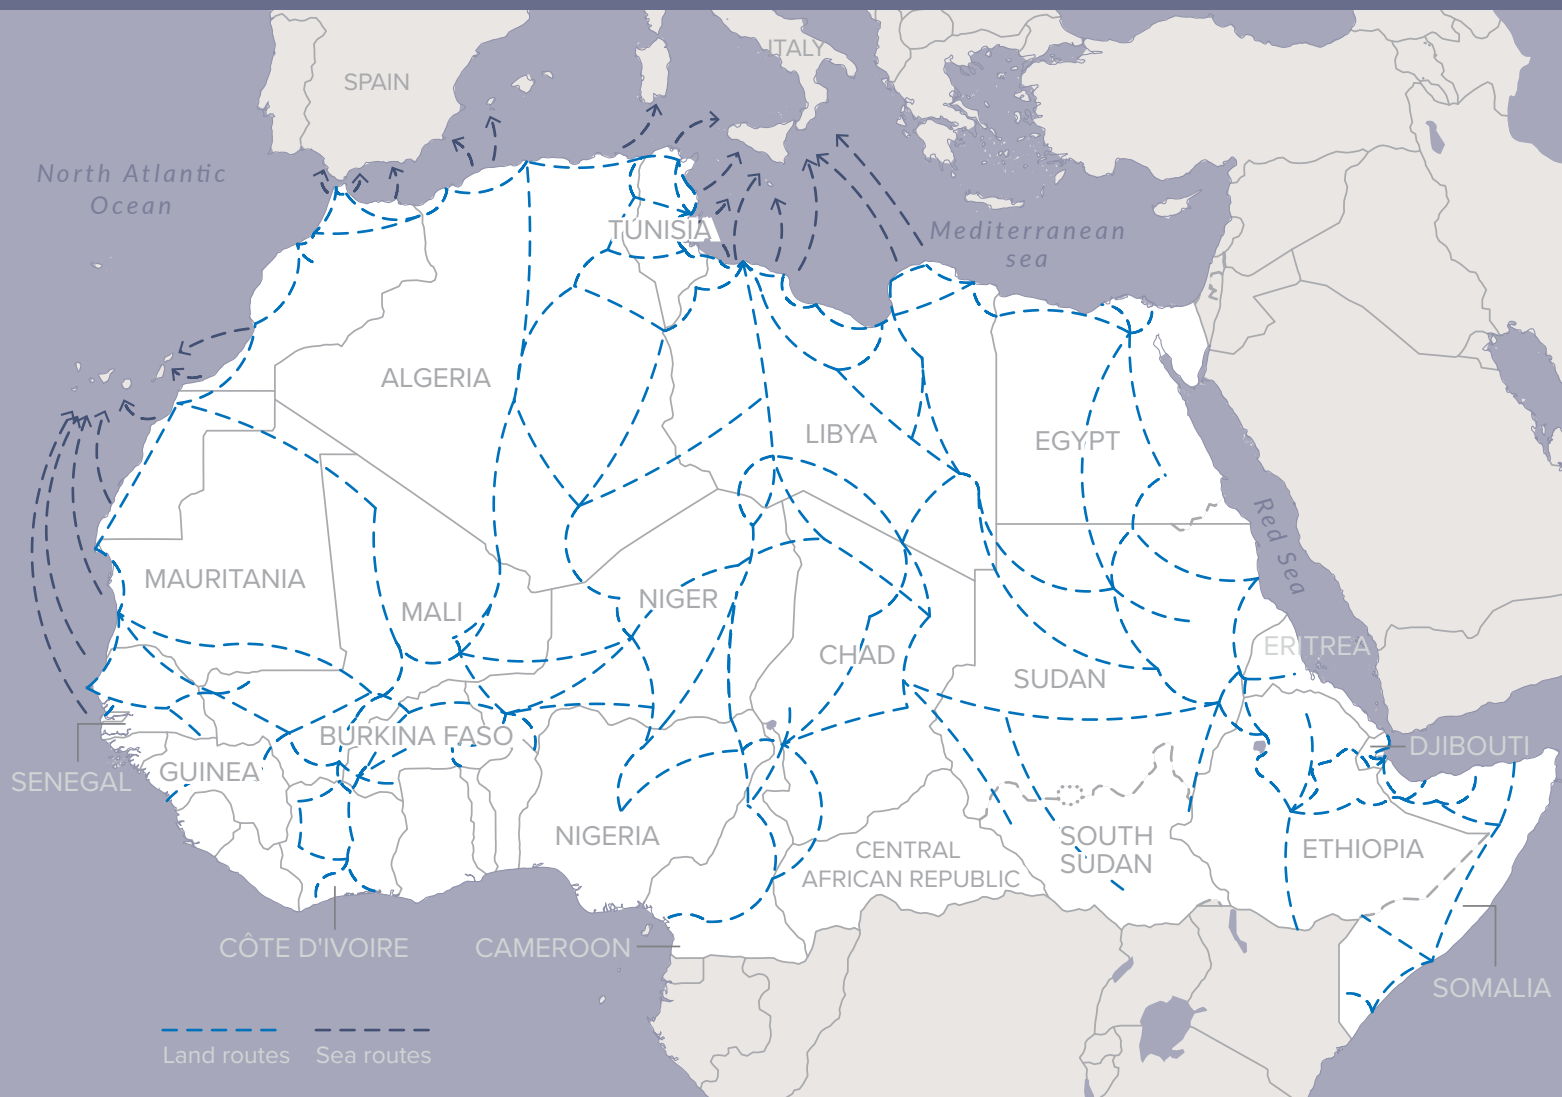 ITALY
SPAIN
North Atlantic
Ocean
TUNISIA
Mediterranean
sea
ALGERIA
LIBYA
EGYPT
Red Sea
MAURITANIA
MALI
NIGER
CHAD
SUDAN
ERITREA
BURKINA FASO
DJIBOUTI
SENEGAL
GUINEA
NIGERIA
CENTRAL
AFRICAN REPUBLIC
SOUTH
SUDAN
ETHIOPIA
CÔTE D'IVOIRE
CAMEROON
SOMALIA
Land routes
Sea routes